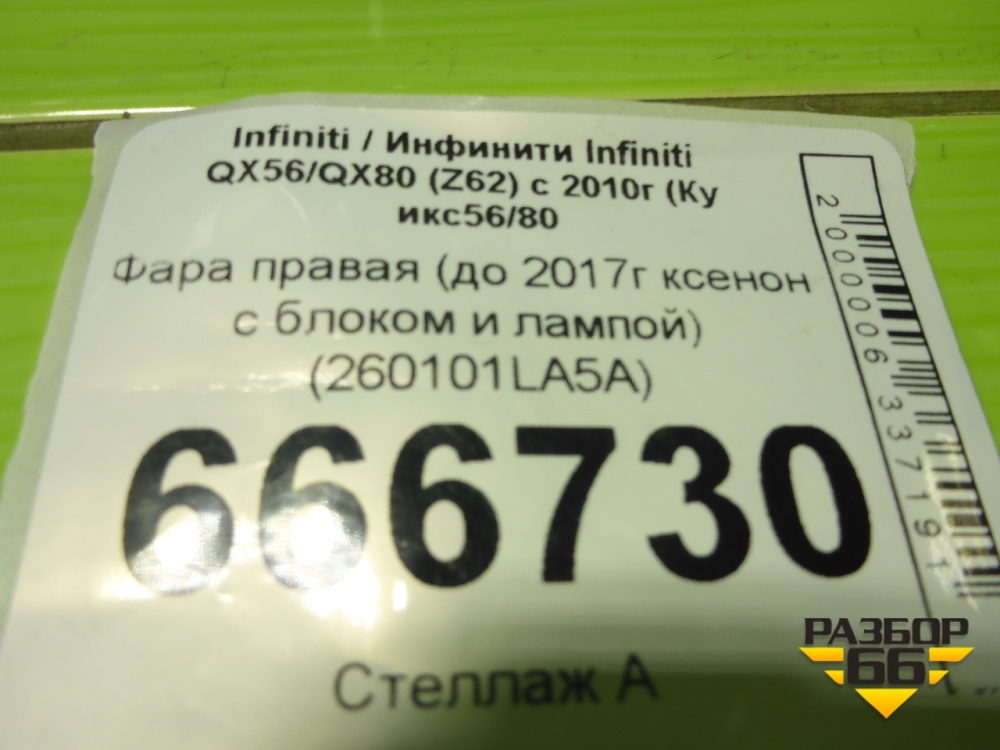 Infiniti / Инфинити Infiniti
QX56/QX80 (Z62) с 2010г (Ку
икс56/80
Фара правая (до 2017г ксенон
с блоком и лампой)
(260101LA5A)
666730
Стеллаж А
2000006337191
РАЗБОР
66